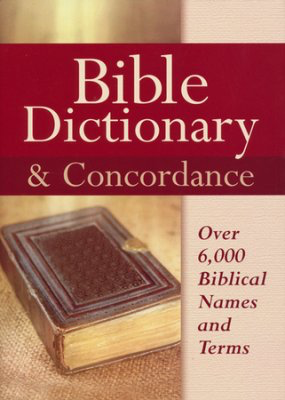 Bible
Dictionary
& Concordance
Over
6,000
Biblical
Names
and
Terms